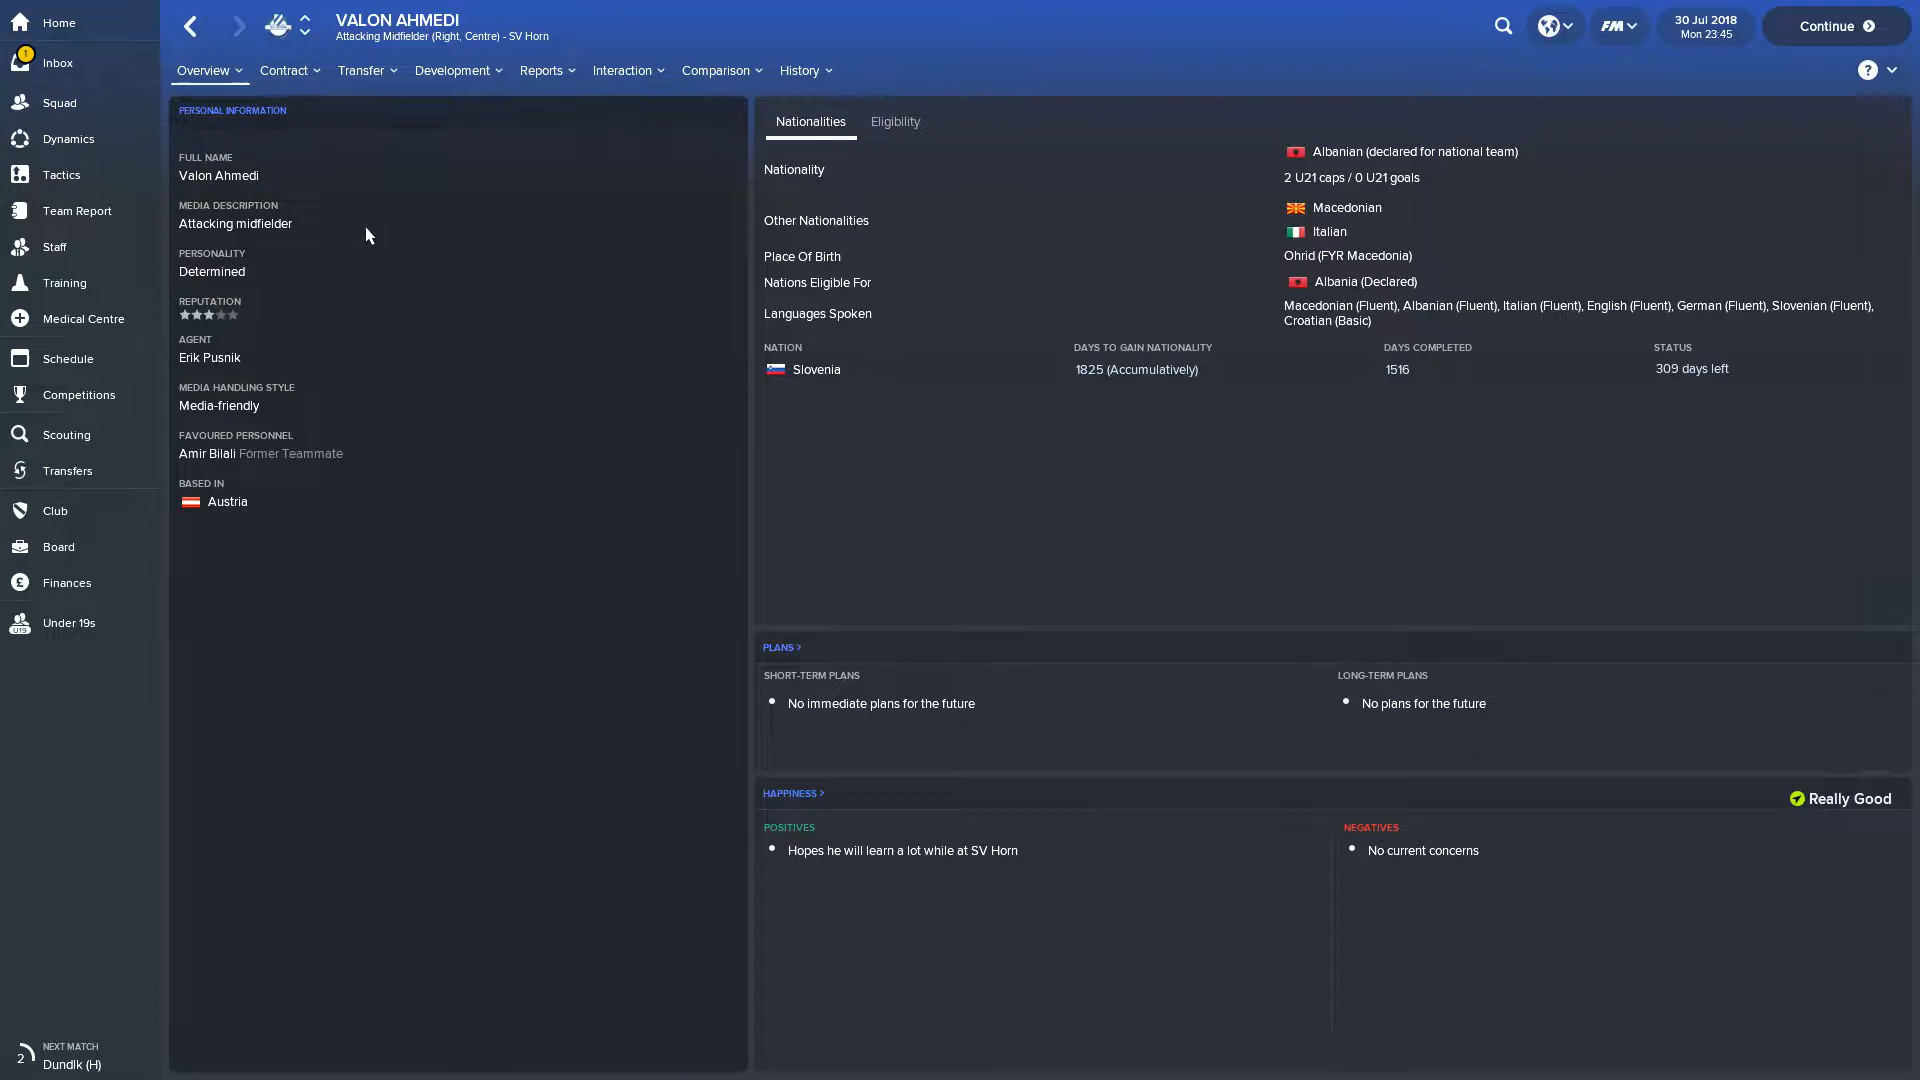 Home
1
Inbox
Squad
Dynamics
Tactics
Team Report
Staff
Training
Medical Centre
Schedule
Competitions
Scouting
Transfers
Club
Board
£
Finances
U19
Under 19s
2
NEXT MATCH
Dundlk (H)
VALON AHMEDI
Attacking Midfielder (Right, Centre) - SV Horn
FM
30 Jul 2018
Mon 23:45
Continue
Overview
Contract
Transfer
Development
Reports
Interaction
Comparison
History
?
PERSONAL INFORMATION
FULL NAME
Valon Ahmedi
MEDIA DESCRIPTION
Attacking midfielder
PERSONALITY
Determined
REPUTATION
AGENT
Erik Pusnik
MEDIA HANDLING STYLE
Media-friendly
FAVOURED PERSONNEL
Amir Bilali Former Teammate
BASED IN
Austria
Nationalities
Eligibility
Nationality
Albanian (declared for national team)
2 U21 caps / 0 U21 goals
Other Nationalities
Macedonian
Italian
Place Of Birth
Ohrid (FYR Macedonia)
Nations Eligible For
Albania (Declared)
Languages Spoken
Macedonian (Fluent), Albanian (Fluent), Italian (Fluent), English (Fluent), German (Fluent), Slovenian (Fluent),
Croatian (Basic)
NATION
DAYS TO GAIN NATIONALITY
DAYS COMPLETED
STATUS
Slovenia
1825 (Accumulatively)
1516
309 days left
PLANS >
SHORT-TERM PLANS
LONG-TERM PLANS
• No immediate plans for the future
• No plans for the future
HAPPINESS >
Really Good
POSITIVES
NEGATIVES
• Hopes he will learn a lot while at SV Horn
• No current concerns